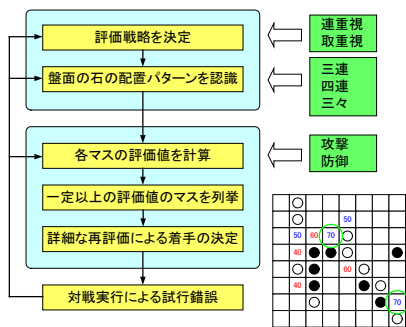 評価戦略を決定
盤面の石の配置パターンを認識
各マスの評価値を計算
一定以上の評価値のマスを列挙
詳細な再評価による着手の決定
対戦実行による試行錯誤
連重視
取重視
三連
四連
三々
攻撃
防御
50
50 60 70
40
60
40
70